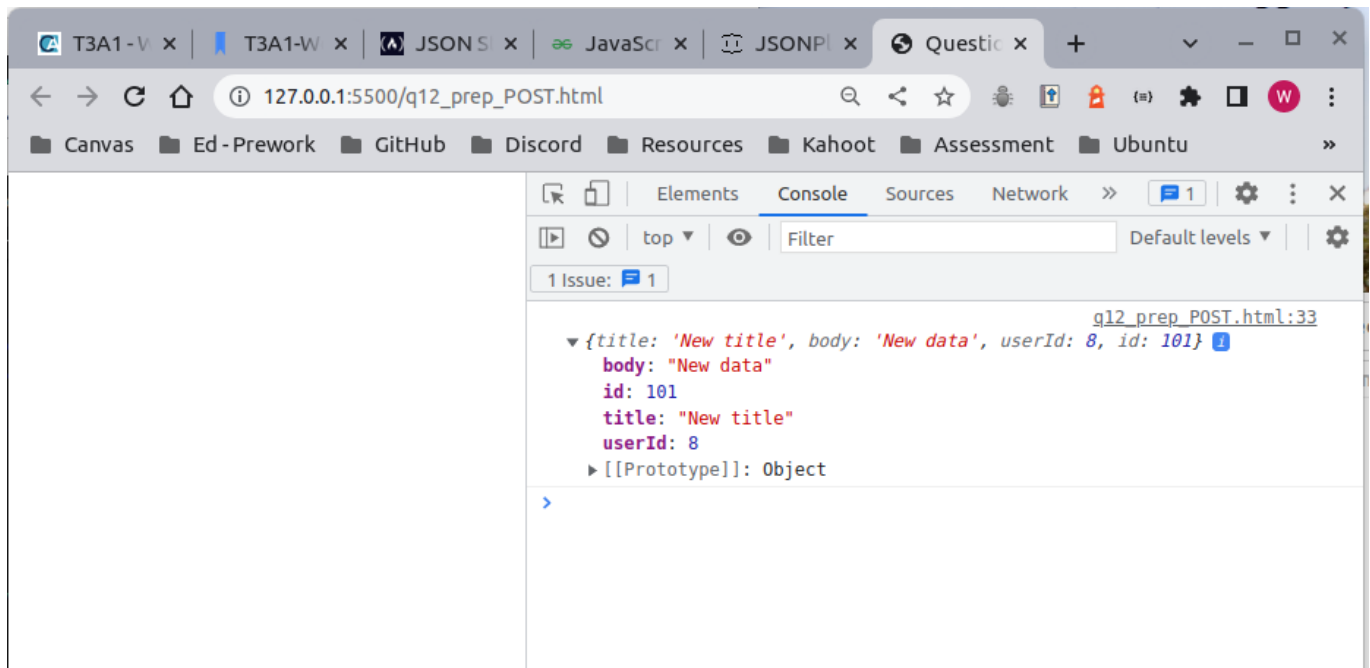 T3A1 - W
T3A1-W
JSON S
JavaScr
JSONPl
Questio
127.0.0.1:5500/q12_prep_POST.html
W
Canvas Ed - Prework GitHub Discord Resources Kahoot Assessment Ubuntu »
Elements Console Sources Network » 1
top ▼ Filter Default levels ▼
1 Issue: 1
q12_prep_POST.html:33
▼ {title: 'New title', body: 'New data', userId: 8, id: 101} i
body: "New data"
id: 101
title: "New title"
userId: 8
▶ [[Prototype]]: Object
>